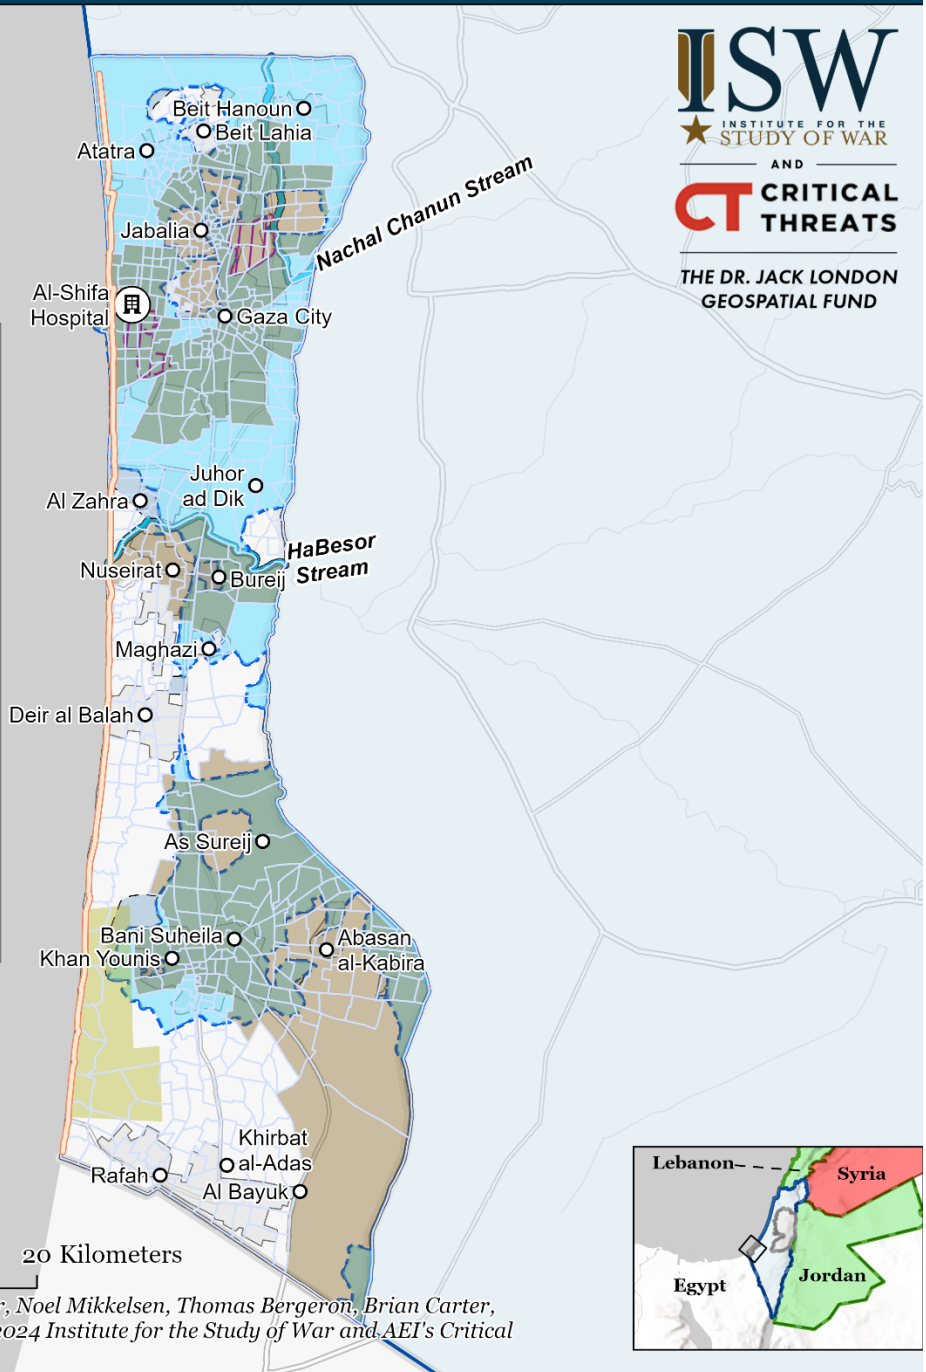 ISW
INSTITUTE FOR THE
STUDY OF WAR
AND
CT CRITICAL
THREATS
THE DR. JACK LONDON
GEOSPATIAL FUND
Beit Hanoun
Beit Lahia
Atatra
Nachal Chanun Stream
Jabalia
Al-Shifa
Hospital
Gaza City
Juhor
ad Dik
Al Zahra
HaBesor
Stream
Nuseirat
Bureij
Maghazi
Deir al Balah
As Sureij
Bani Suheila
Abasan
al-Kabira
Khan Younis
Khirbat
al-Adas
Rafah
Al Bayuk
Lebanon
Syria
Egypt
Jordan
20 Kilometers
Noel Mikkelsen, Thomas Bergeron, Brian Carter,
2024 Institute for the Study of War and AEI's Critical